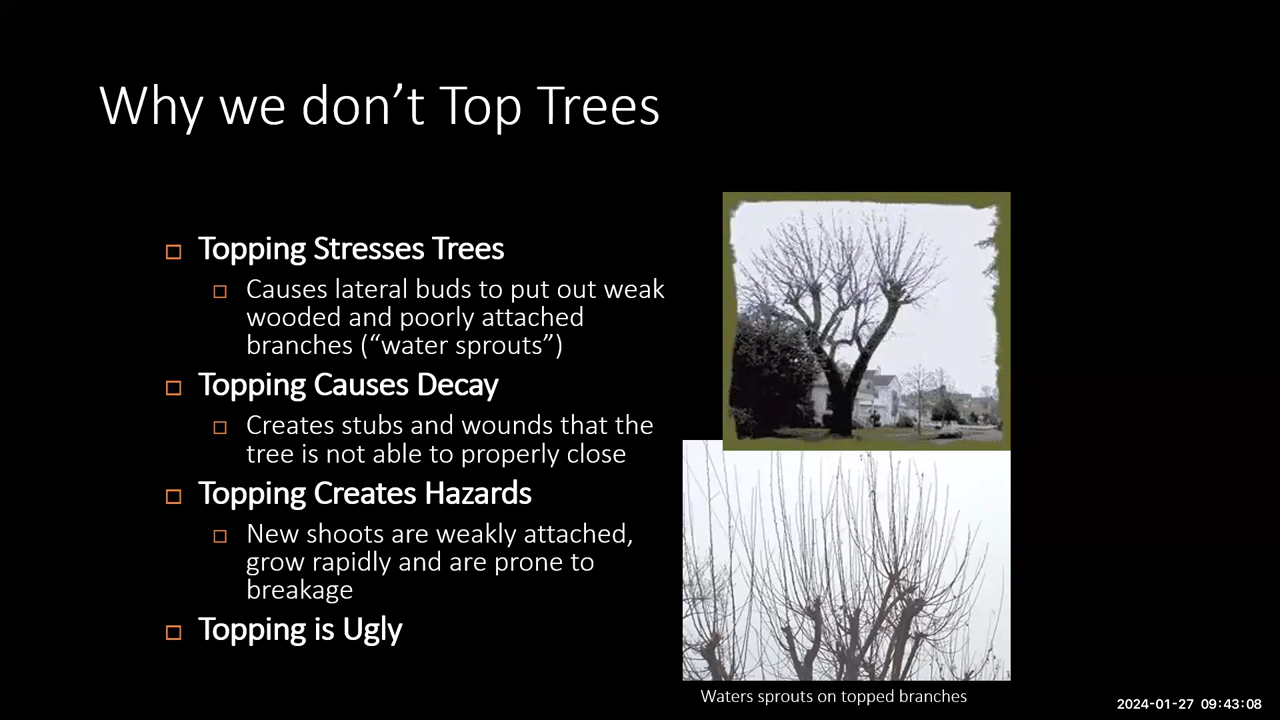 Why we don’t Top Trees
Topping Stresses Trees
Causes lateral buds to put out weak
wooded and poorly attached
branches (“water sprouts”)
Topping Causes Decay
Creates stubs and wounds that the
tree is not able to properly close
Topping Creates Hazards
New shoots are weakly attached,
grow rapidly and are prone to
breakage
Topping is Ugly
Waters sprouts on topped branches
2024-01-27 09:43:08